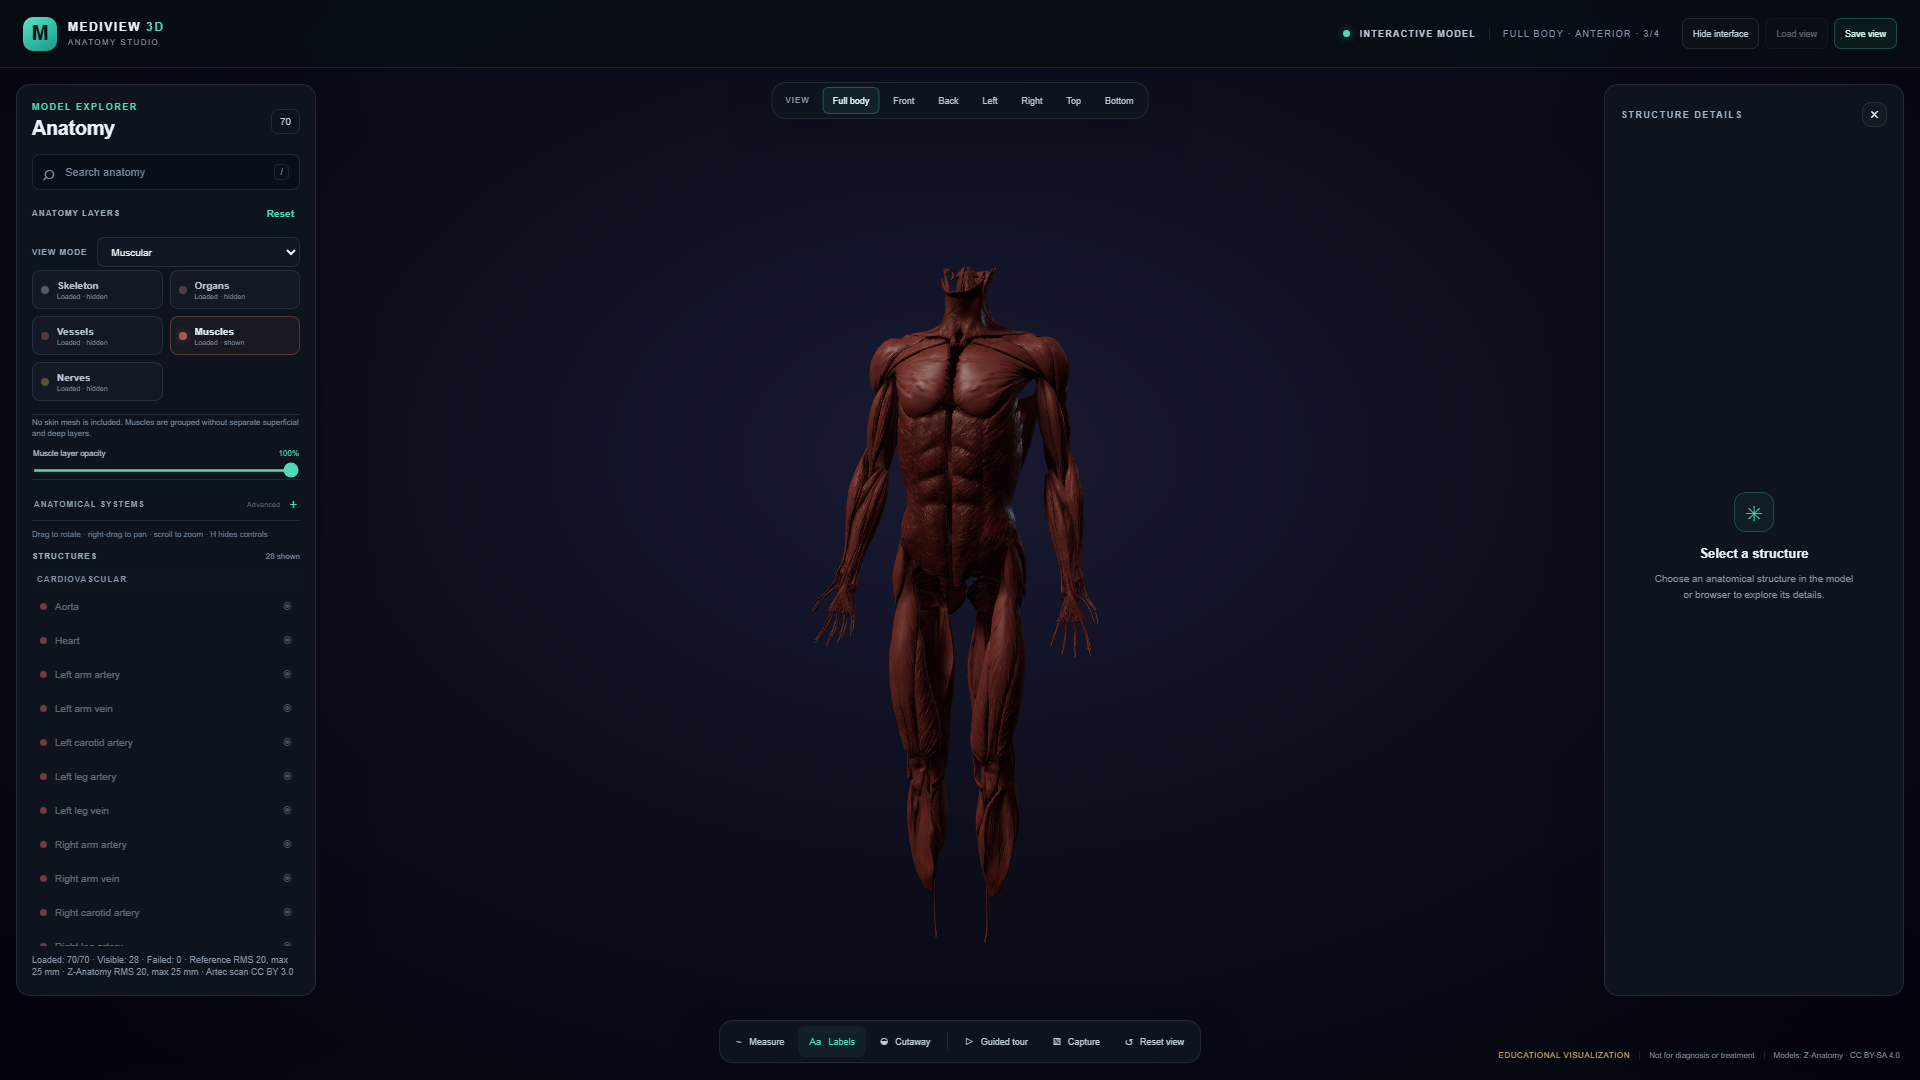 M
MEDIVIEW 3D
ANATOMY STUDIO
INTERACTIVE MODEL
FULL BODY · ANTERIOR · 3/4
Hide interface
Load view
Save view
MODEL EXPLORER
Anatomy
70
Search anatomy
/
ANATOMY LAYERS
Reset
VIEW MODE
Muscular
Skeleton
Loaded · hidden
Organs
Loaded · hidden
Vessels
Loaded · hidden
Muscles
Loaded · shown
Nerves
Loaded · hidden
No skin mesh is included. Muscles are grouped without separate superficial
and deep layers.
Muscle layer opacity
100%
ANATOMICAL SYSTEMS
Advanced +
Drag to rotate · right-drag to pan · scroll to zoom · H hides controls
STRUCTURES
28 shown
CARDIOVASCULAR
Aorta
Heart
Left arm artery
Left arm vein
Left carotid artery
Left leg artery
Left leg vein
Right arm artery
Right arm vein
Right carotid artery
Right leg artery
Loaded: 70/70 · Visible: 28 · Failed: 0 · Reference RMS 20, max
25 mm · Z-Anatomy RMS 20, max 25 mm · Artec scan CC BY 3.0
VIEW
Full body
Front
Back
Left
Right
Top
Bottom
STRUCTURE DETAILS
Select a structure
Choose an anatomical structure in the model
or browser to explore its details.
Measure
Aa Labels
Cutaway
Guided tour
Capture
Reset view
EDUCATIONAL VISUALIZATION
Not for diagnosis or treatment
Models: Z-Anatomy · CC BY-SA 4.0